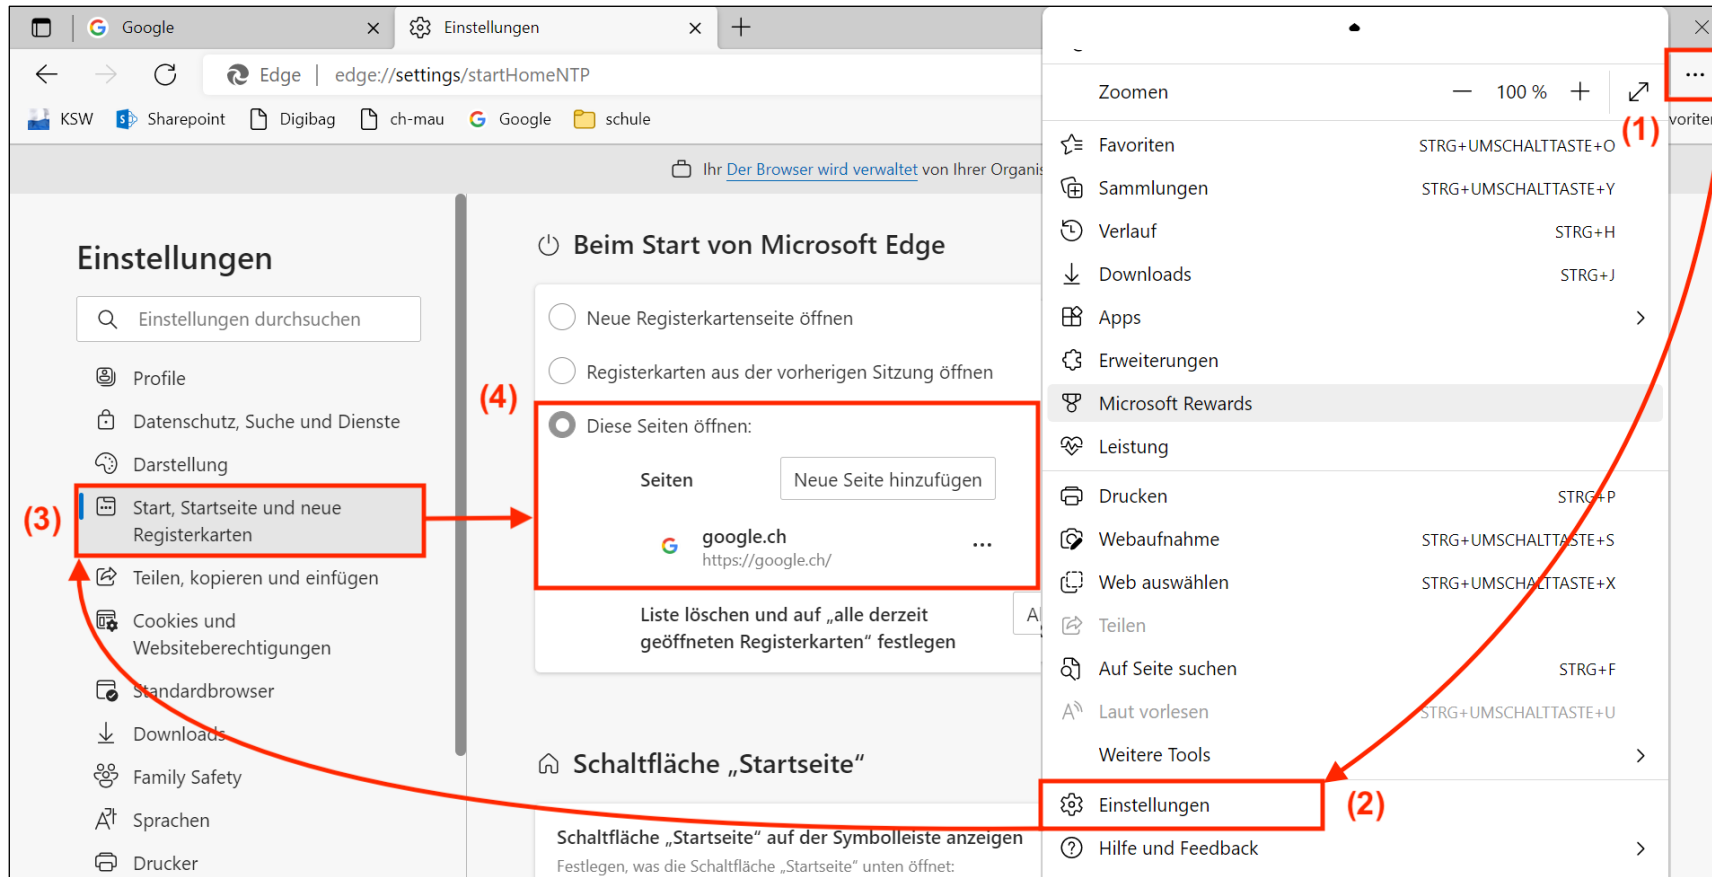 Google
Einstellungen
Edge | edge://settings/startHomeNTP
KSW Sharepoint Digibag ch-mau Google schule
Ihr Der Browser wird verwaltet von Ihrer Organis
Einstellungen
Einstellungen durchsuchen
Profile
Datenschutz, Suche und Dienste
Darstellung
(3)
Start, Startseite und neue
Registerkarten
Teilen, kopieren und einfügen
Cookies und
Websiteberechtigungen
Standardbrowser
Downloads
Family Safety
Sprachen
Drucker
Beim Start von Microsoft Edge
Neue Registerkartenseite öffnen
Registerkarten aus der vorherigen Sitzung öffnen
(4)
Diese Seiten öffnen:
Seiten
Neue Seite hinzufügen
google.ch
https://google.ch/
Liste löschen und auf „alle derzeit
geöffneten Registerkarten“ festlegen
Schaltfläche „Startseite“
Schaltfläche „Startseite“ auf der Symbolleiste anzeigen
Festlegen, was die Schaltfläche „Startseite“ unten öffnet:
Zoomen 100 %
(1)
voriten
Favoriten STRG+UMSCHALTTASTE+O
Sammlungen STRG+UMSCHALTTASTE+Y
Verlauf STRG+H
Downloads STRG+J
Apps
Erweiterungen
Microsoft Rewards
Leistung
Drucken STRG+P
Webaufnahme STRG+UMSCHALTTASTE+S
Web auswählen STRG+UMSCHALTTASTE+X
Teilen
Auf Seite suchen STRG+F
Laut vorlesen STRG+UMSCHALTTASTE+U
Weitere Tools
Einstellungen (2)
Hilfe und Feedback